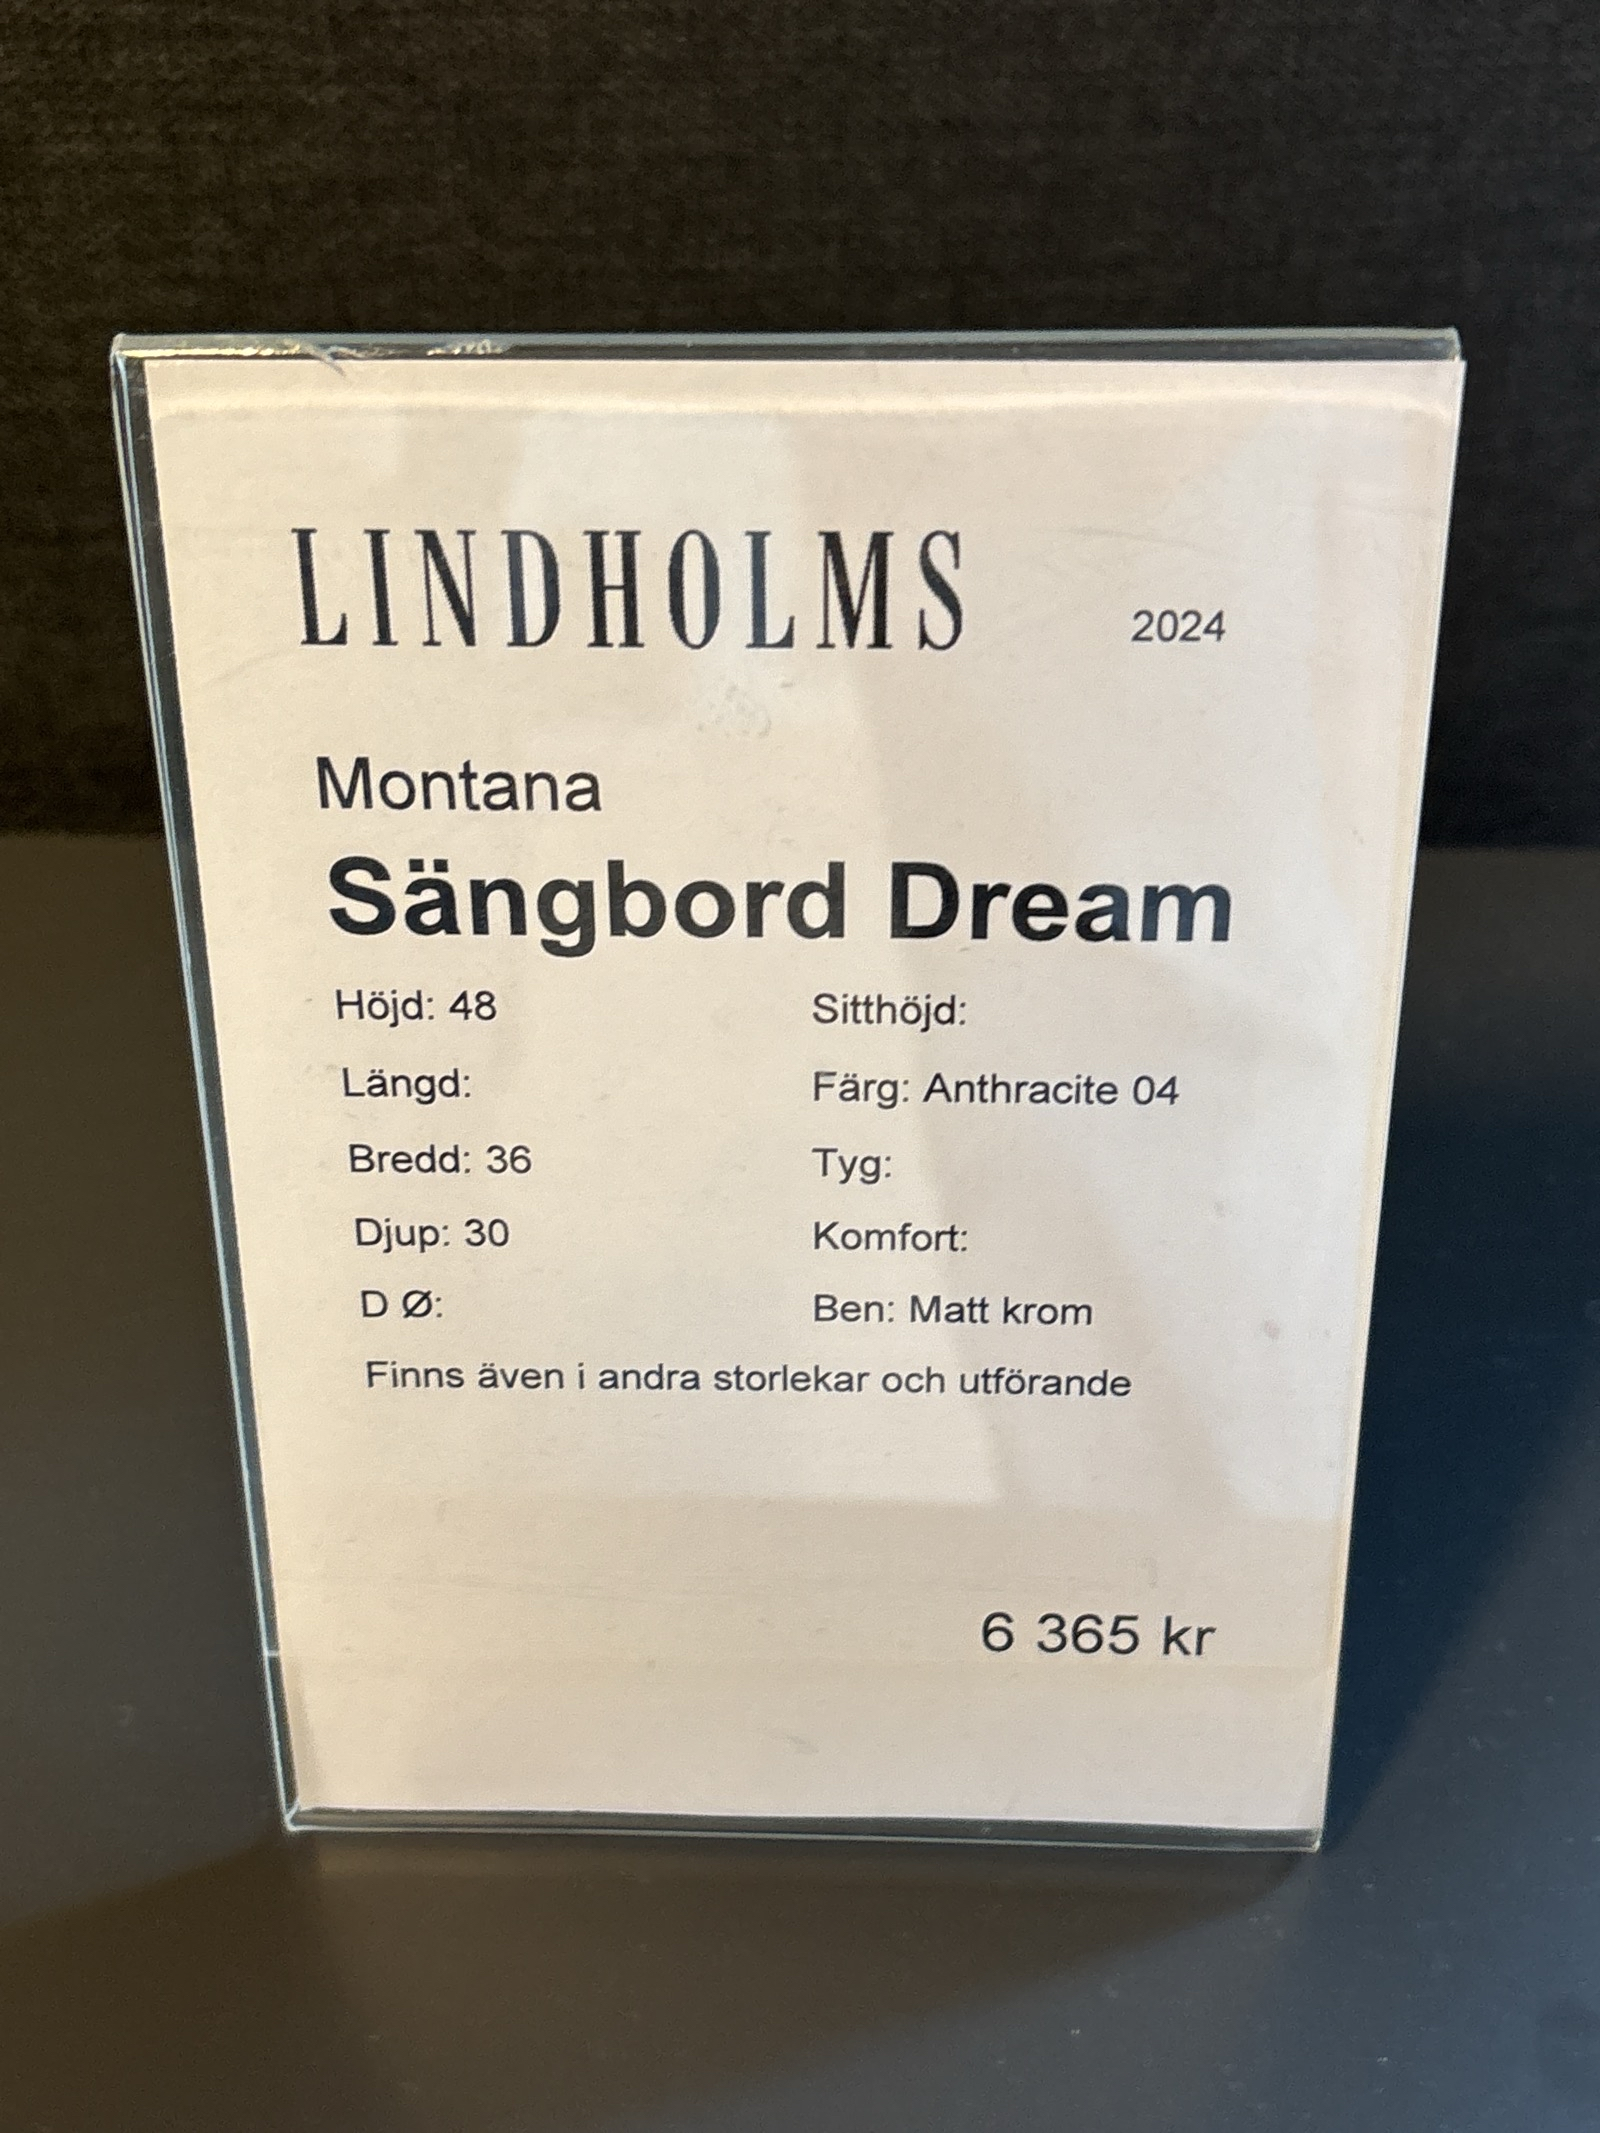 LINDHOLMS 2024
Montana
Sängbord Dream
Höjd: 48 Sitthöjd:
Längd: Färg: Anthracite 04
Bredd: 36 Tyg:
Djup: 30 Komfort:
D Ø: Ben: Matt krom
Finns även i andra storlekar och utförande
6 365 kr